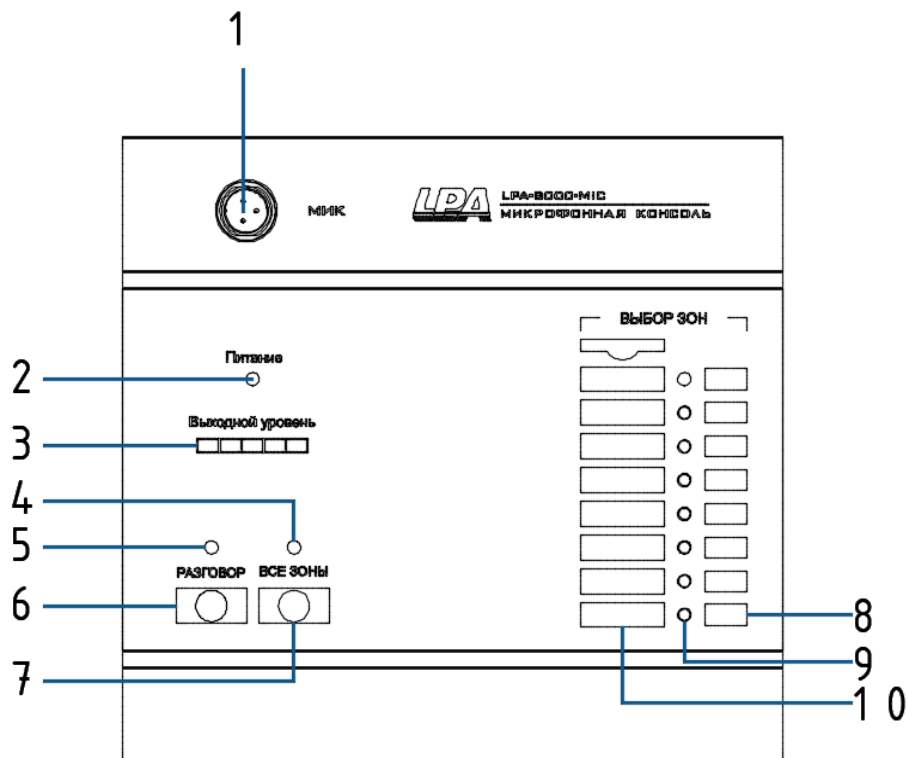 1
МИК
LPA
LPA-8000-MIC
МИКРОФОННАЯ КОНСОЛЬ
ВЫБОР ЗОН
Питание
2
Выходной уровень
3
4
5
РАЗГОВОР
ВСЕ ЗОНЫ
6
7
8
9
1 0